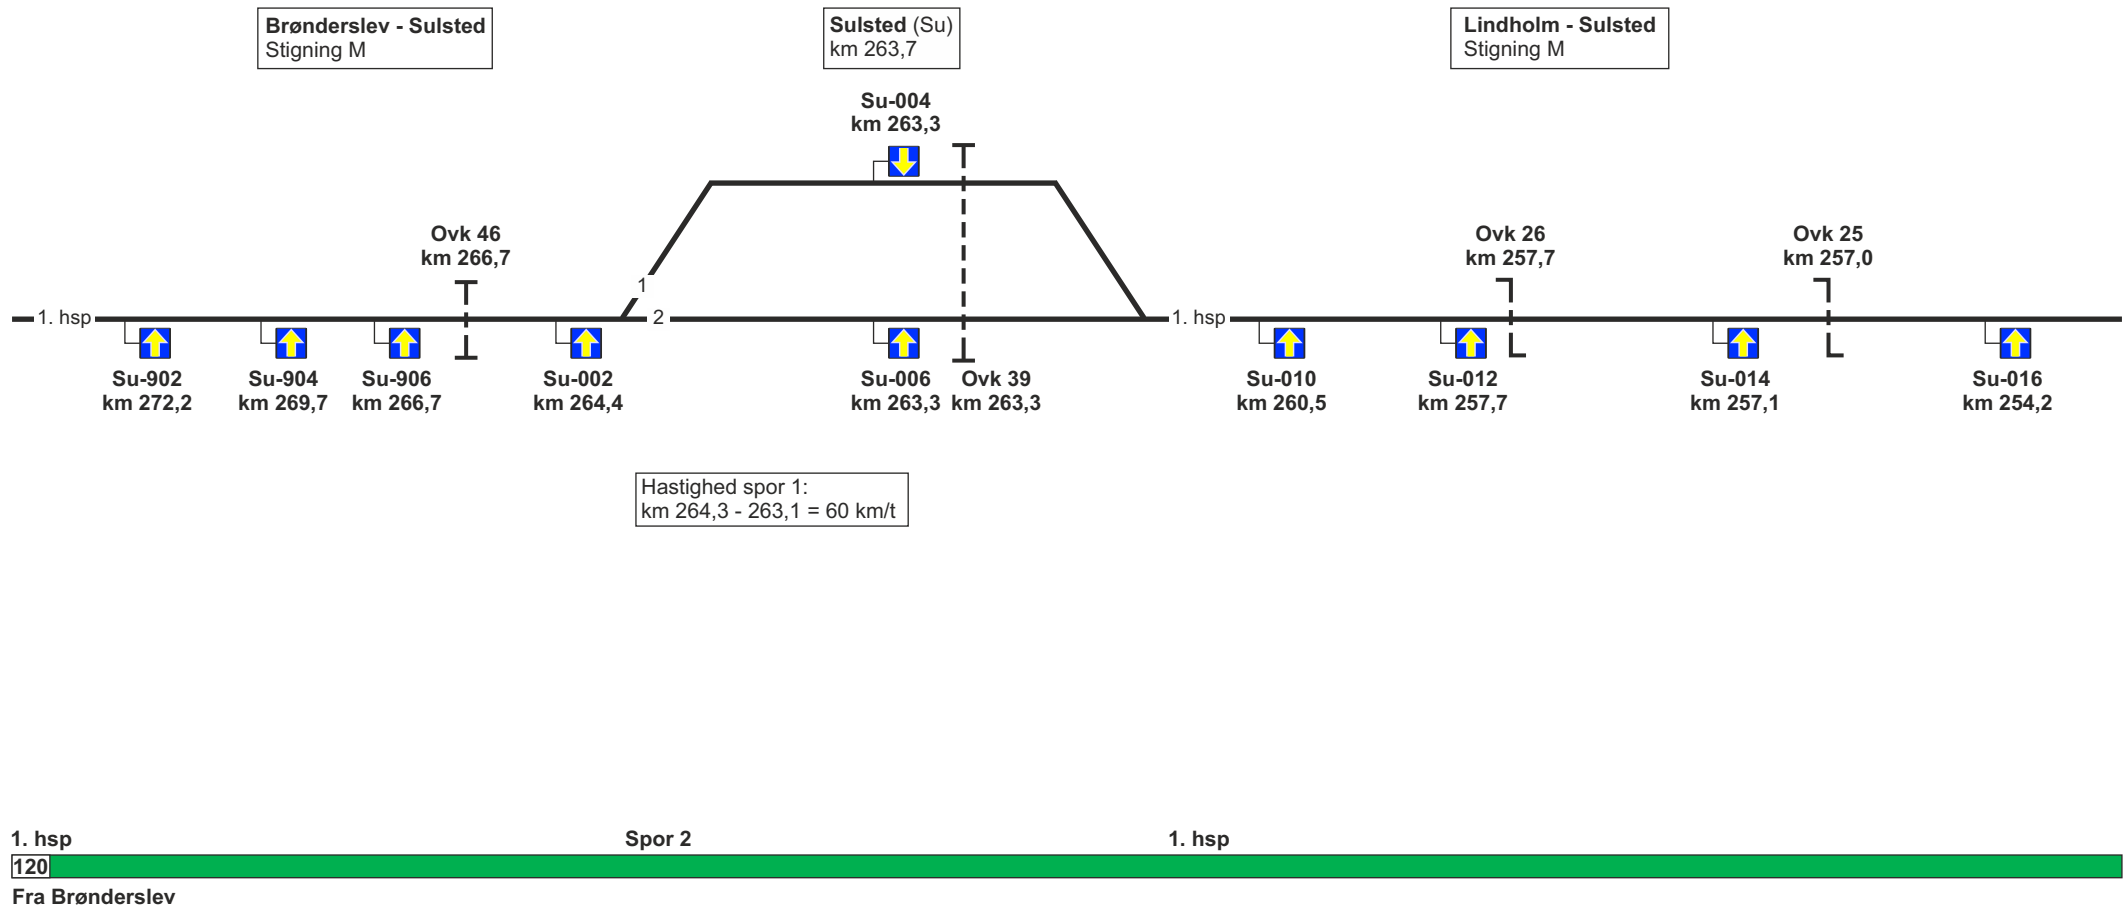 Brønderslev - Sulsted
Stigning M
Sulsted (Su)
km 263,7
Lindholm - Sulsted
Stigning M
Su-004
km 263,3
Ovk 46
km 266,7
Ovk 26
km 257,7
Ovk 25
km 257,0
1
1. hsp
2
1. hsp
Su-902
km 272,2
Su-904
km 269,7
Su-906
km 266,7
Su-002
km 264,4
Su-006
km 263,3
Ovk 39
km 263,3
Su-010
km 260,5
Su-012
km 257,7
Su-014
km 257,1
Su-016
km 254,2
Hastighed spor 1:
km 264,3 - 263,1 = 60 km/t
1. hsp
Spor 2
1. hsp
120
Fra Brønderslev